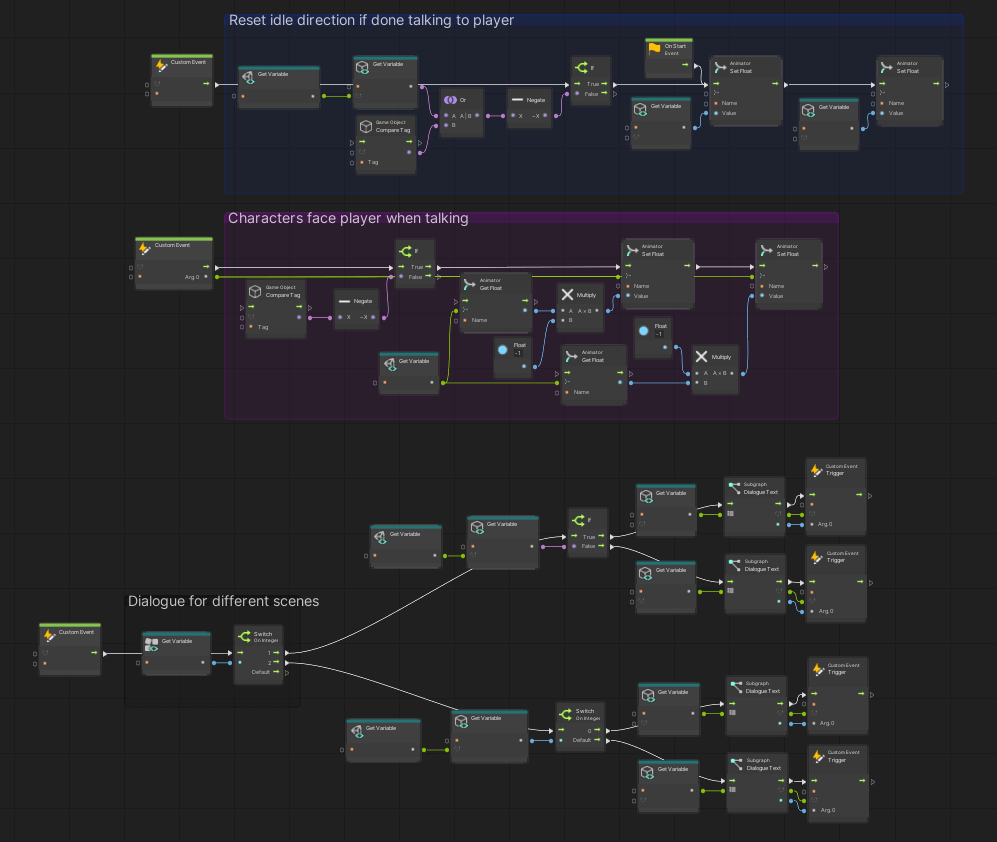 Reset idle direction if done talking to player
On Start
Event
Custom Event
Get Variable
Get Variable
If
True
False
Animator
Set Float
Name
Value
Animator
Set Float
Name
Value
Or
A A | B
B
Negate
X −X
Get Variable
Get Variable
Game Object
Compare Tag
Tag
Characters face player when talking
Custom Event
Arg.0
If
True
False
Animator
Set Float
Name
Value
Animator
Set Float
Name
Value
Game Object
Compare Tag
Tag
Negate
X −X
Animator
Get Float
Name
Multiply
A A × B
B
Float
-1
Float
-1
Get Variable
Animator
Get Float
Name
Multiply
A A × B
B
Get Variable
Subgraph
Dialogue Text
Custom Event
Trigger
Arg.0
Get Variable
Get Variable
If
True
False
Get Variable
Subgraph
Dialogue Text
Custom Event
Trigger
Arg.0
Dialogue for different scenes
Custom Event
Get Variable
Switch
On Integer
1
2
Default
Get Variable
Get Variable
Switch
On Integer
0
Default
Get Variable
Subgraph
Dialogue Text
Custom Event
Trigger
Arg.0
Get Variable
Subgraph
Dialogue Text
Custom Event
Trigger
Arg.0